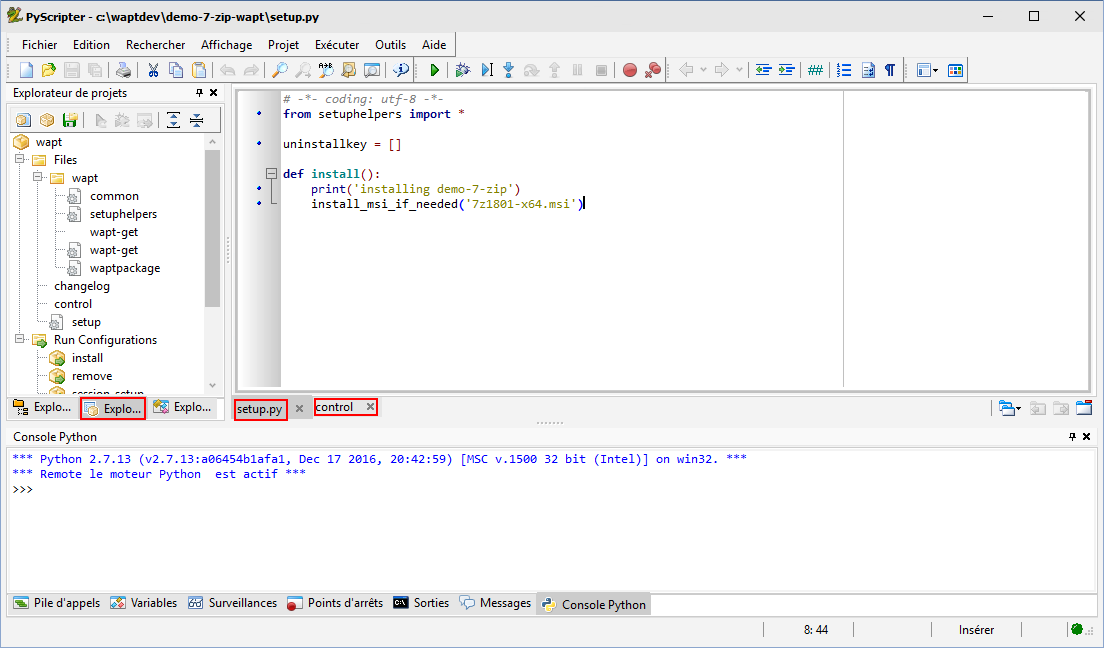 PyScripter - c:\waptdev\demo-7-zip-wapt\setup.py
Fichier Edition Rechercher Affichage Projet Exécuter Outils Aide
Explorateur de projets
wapt
Files
wapt
common
setuphelpers
wapt-get
wapt-get
waptpackage
changelog
control
setup
Run Configurations
install
remove
session-setup
Explo... Explo... Explo...
# -*- coding: utf-8 -*-
from setuphelpers import *
uninstallkey = []
def install():
print('installing demo-7-zip')
install_msi_if_needed('7z1801-x64.msi')
setup.py control
Console Python
*** Python 2.7.13 (v2.7.13:a06454b1afa1, Dec 17 2016, 20:42:59) [MSC v.1500 32 bit (Intel)] on win32. ***
*** Remote le moteur Python  est actif ***
>>>
Pile d'appels Variables Surveillances Points d'arrêts Sorties Messages Console Python
8: 44 Insérer